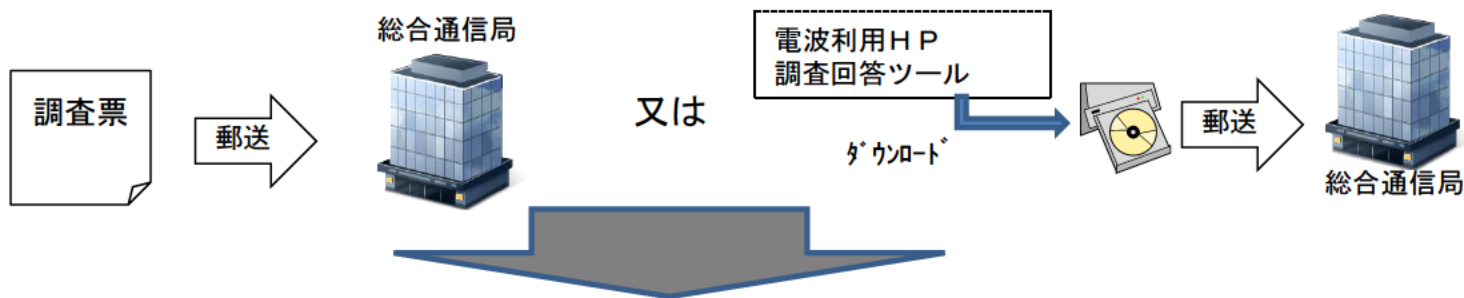 総合通信局
調査票
郵送
又は
電波利用ＨＰ
調査回答ツール
ﾀﾞｳﾝﾛｰﾄﾞ
郵送
総合通信局